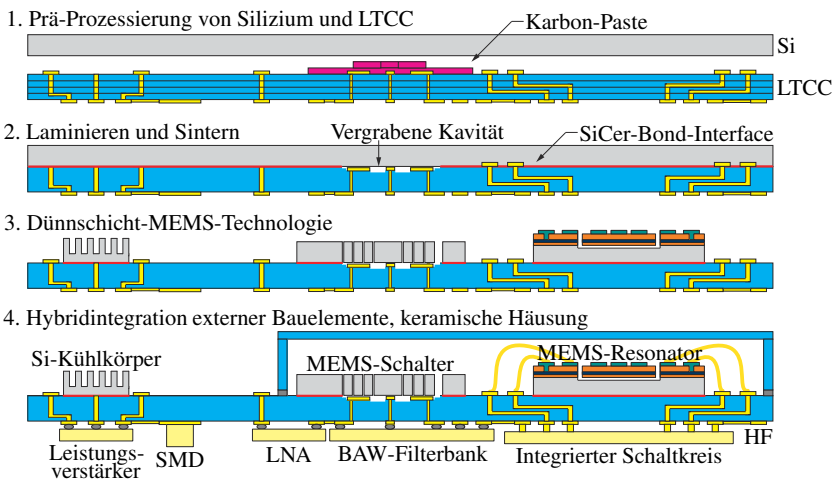 1. Prä-Prozessierung von Silizium und LTCC
Karbon-Paste
Si
LTCC
2. Laminieren und Sintern
Vergrabene Kavität
SiCer-Bond-Interface
3. Dünnschicht-MEMS-Technologie
4. Hybridintegration externer Bauelemente, keramische Häusung
Si-Kühlkörper
MEMS-Schalter
MEMS-Resonator
HF
Leistungs-
verstärker
SMD
LNA
BAW-Filterbank
Integrierter Schaltkreis